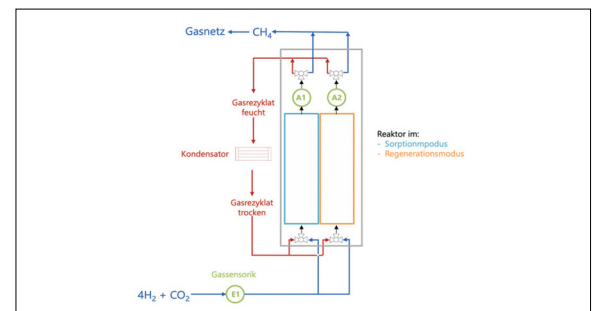 Gasnetz CH₄
A1 A2
Gasrezyklat
feucht
Kondensator
Reaktor im:
- Sorptionmpodus
- Regenerationsmodus
Gasrezyklat
trocken
Gassensorik
4H₂ + CO₂ E1